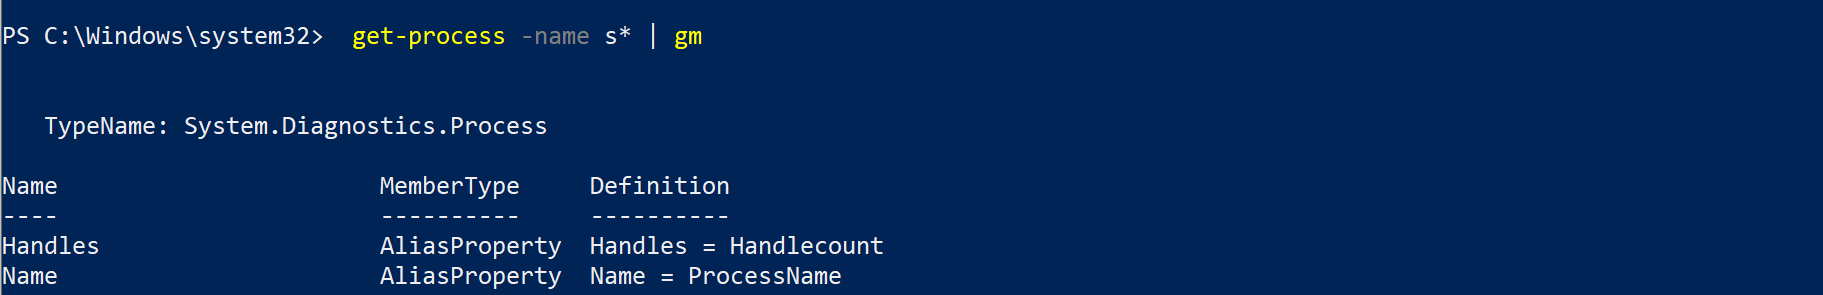 PS C:\Windows\system32>  get-process -name s* | gm
   TypeName: System.Diagnostics.Process
Name                       MemberType     Definition
----                       ----------     ----------
Handles                    AliasProperty  Handles = Handlecount
Name                       AliasProperty  Name = ProcessName